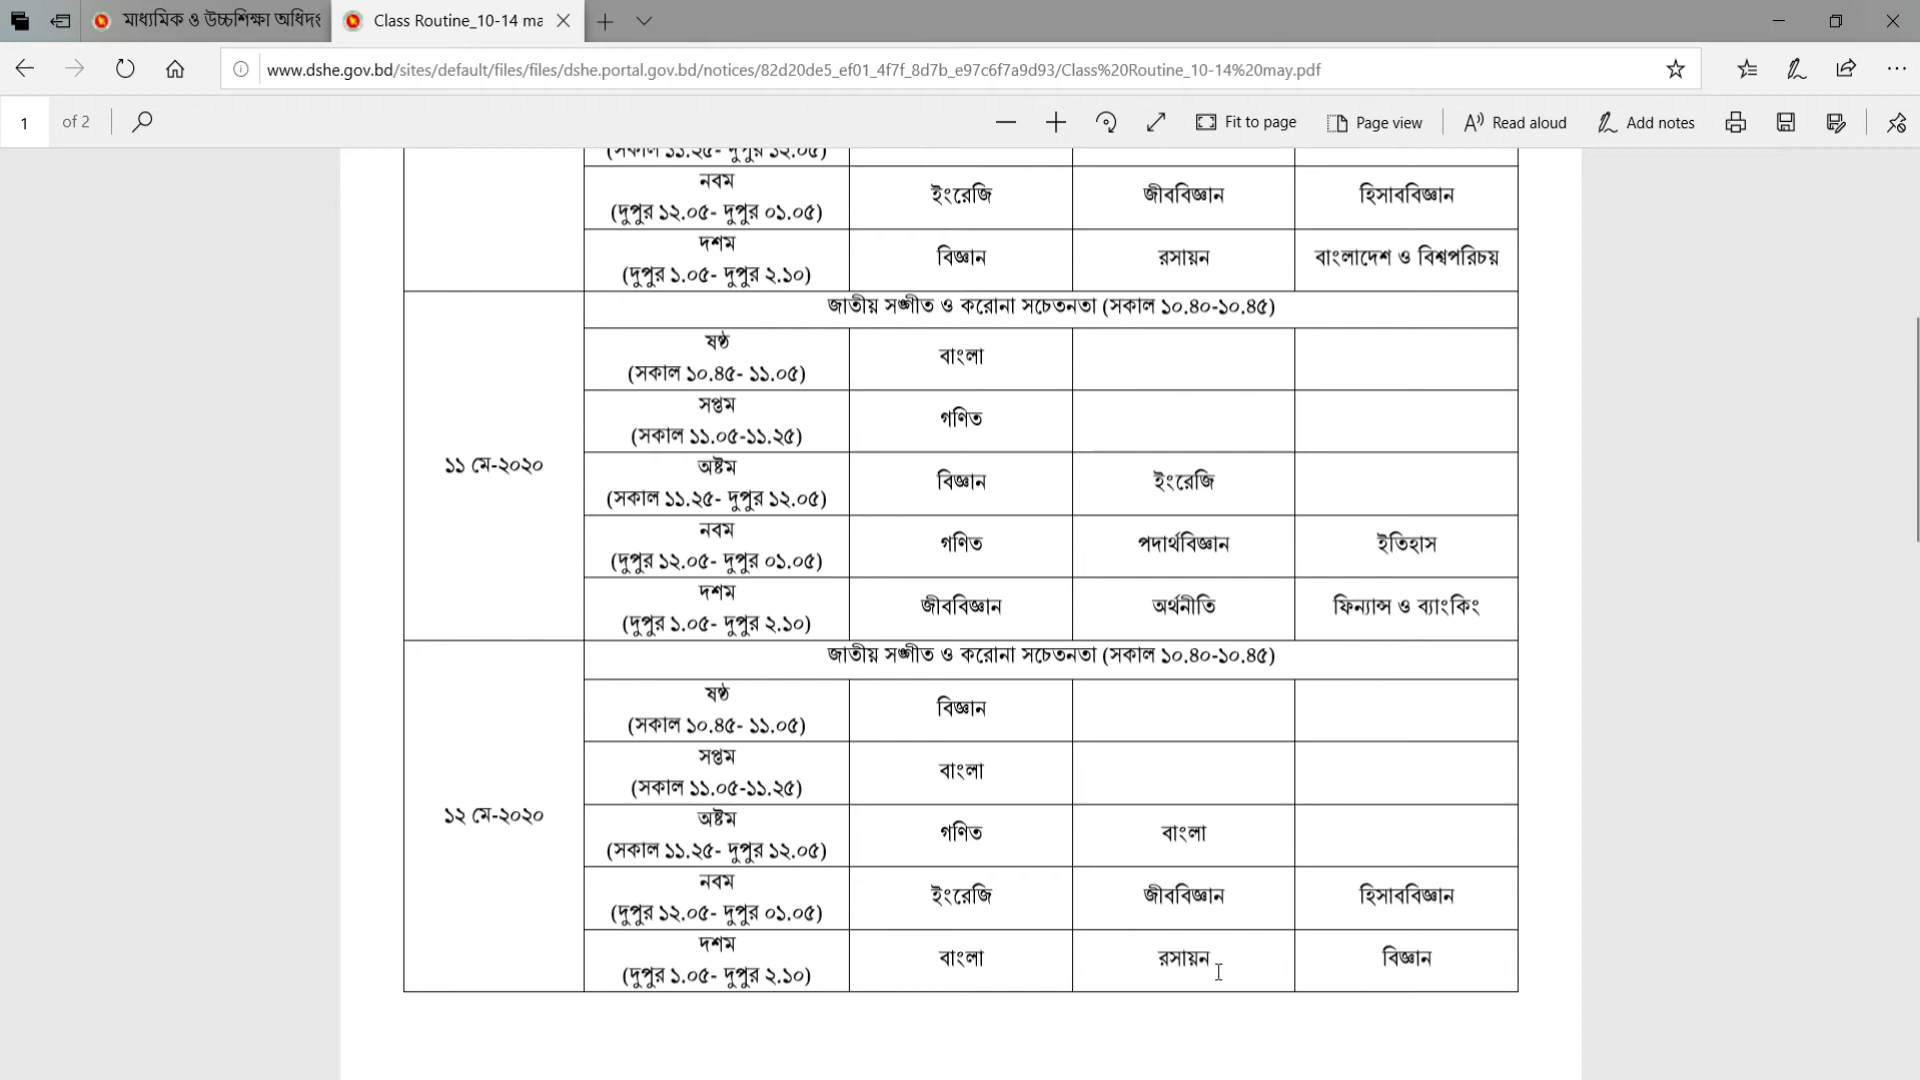 মাধ্যমিক ও উচ্চশিক্ষা অধিদং
Class Routine_10-14 ma
www.dshe.gov.bd/sites/default/files/files/dshe.portal.gov.bd/notices/82d20de5_ef01_4f7f_8d7b_e97c6f7a9d93/Class%20Routine_10-14%20may.pdf
1 of 2 Fit to page Page view Read aloud Add notes
(সকাল ১১.২৫- দুপুর ১২.০৫)
নবম
(দুপুর ১২.০৫- দুপুর ০১.০৫)
ইংরেজি জীববিজ্ঞান হিসাববিজ্ঞান
দশম
(দুপুর ১.০৫- দুপুর ২.১০)
বিজ্ঞান রসায়ন বাংলাদেশ ও বিশ্বপরিচয়
১১ মে-২০২০
জাতীয় সঙ্গীত ও করোনা সচেতনতা (সকাল ১০.৪০-১০.৪৫)
ষষ্ঠ
(সকাল ১০.৪৫- ১১.০৫)
বাংলা
সপ্তম
(সকাল ১১.০৫-১১.২৫)
গণিত
অষ্টম
(সকাল ১১.২৫- দুপুর ১২.০৫)
বিজ্ঞান ইংরেজি
নবম
(দুপুর ১২.০৫- দুপুর ০১.০৫)
গণিত পদার্থবিজ্ঞান ইতিহাস
দশম
(দুপুর ১.০৫- দুপুর ২.১০)
জীববিজ্ঞান অর্থনীতি ফিন্যান্স ও ব্যাংকিং
১২ মে-২০২০
জাতীয় সঙ্গীত ও করোনা সচেতনতা (সকাল ১০.৪০-১০.৪৫)
ষষ্ঠ
(সকাল ১০.৪৫- ১১.০৫)
বিজ্ঞান
সপ্তম
(সকাল ১১.০৫-১১.২৫)
বাংলা
অষ্টম
(সকাল ১১.২৫- দুপুর ১২.০৫)
গণিত বাংলা
নবম
(দুপুর ১২.০৫- দুপুর ০১.০৫)
ইংরেজি জীববিজ্ঞান হিসাববিজ্ঞান
দশম
(দুপুর ১.০৫- দুপুর ২.১০)
বাংলা রসায়ন বিজ্ঞান